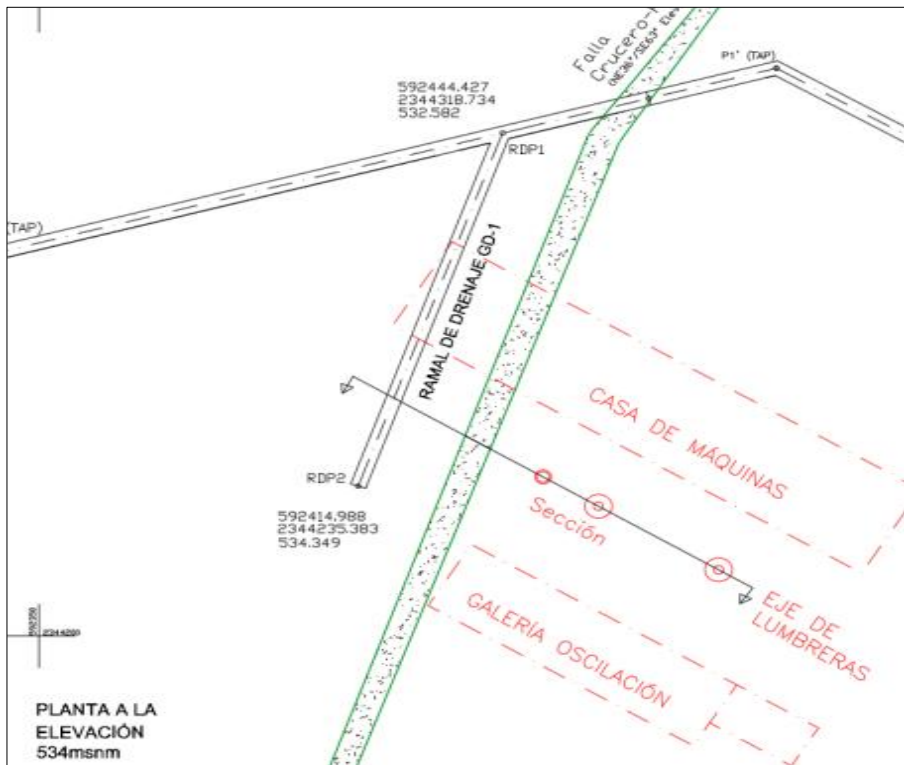 Falla
Crucero-
P1' (TAP)
592444.427
2344318.734
532.582
RDP1
(TAP)
RAMAL DE DRENAJE GD-1
CASA DE MÁQUINAS
RDP2
Sección
592414.988
2344235.383
534.349
EJE DE
LUMBRERAS
GALERÍA OSCILACIÓN
2344200
PLANTA A LA
ELEVACIÓN
534msnm